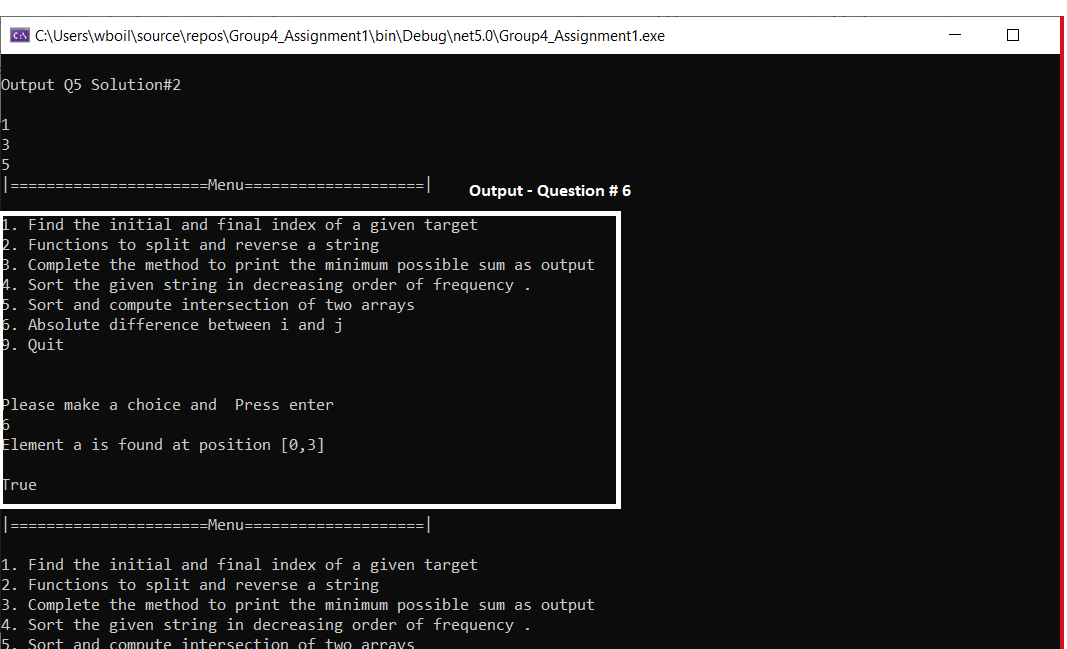 C:\Users\wboil\source\repos\Group4_Assignment1\bin\Debug\net5.0\Group4_Assignment1.exe
Output Q5 Solution#2
1
3
5
|======================Menu====================|
Output - Question # 6
1. Find the initial and final index of a given target
2. Functions to split and reverse a string
3. Complete the method to print the minimum possible sum as output
4. Sort the given string in decreasing order of frequency .
5. Sort and compute intersection of two arrays
6. Absolute difference between i and j
9. Quit
Please make a choice and  Press enter
6
Element a is found at position [0,3]
True
|======================Menu====================|
1. Find the initial and final index of a given target
2. Functions to split and reverse a string
3. Complete the method to print the minimum possible sum as output
4. Sort the given string in decreasing order of frequency .
5. Sort and compute intersection of two arrays